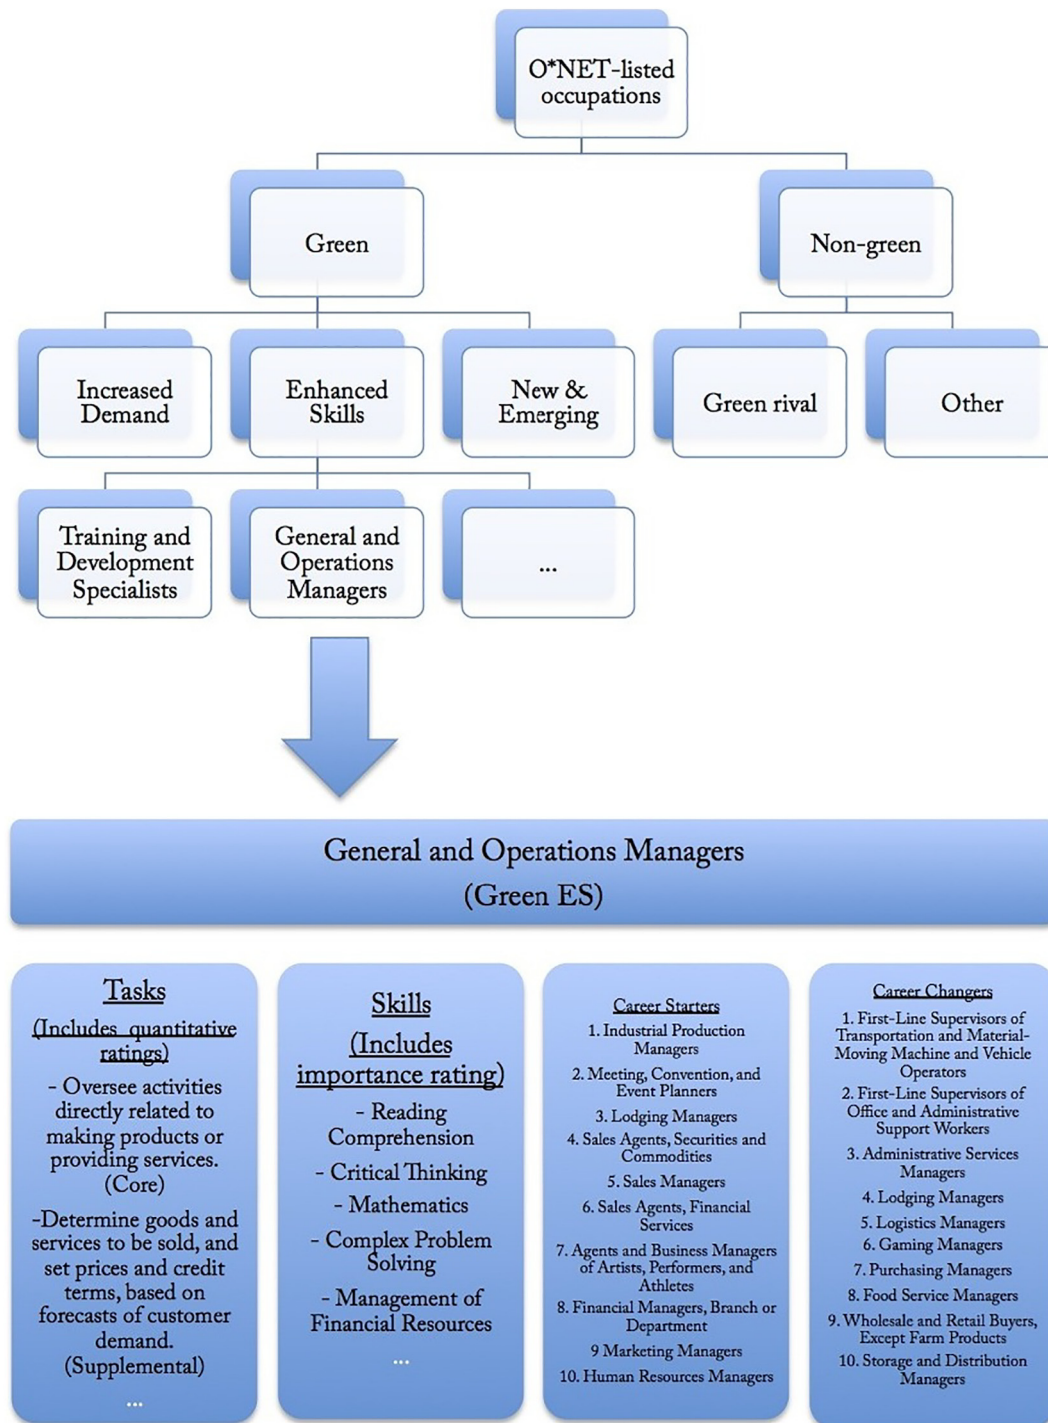 O*NET-listed
occupations
Green
Non-green
Increased
Demand
Enhanced
Skills
New &
Emerging
Green rival
Other
Training and
Development
Specialists
General and
Operations
Managers
...
General and Operations Managers
(Green ES)
Tasks
(Includes quantitative
ratings)
- Oversee activities
directly related to
making products or
providing services.
(Core)
-Determine goods and
services to be sold, and
set prices and credit
terms, based on
forecasts of customer
demand.
(Supplemental)
...
Skills
(Includes
importance rating)
- Reading
Comprehension
- Critical Thinking
- Mathematics
- Complex Problem
Solving
- Management of
Financial Resources
...
Career Starters
1. Industrial Production
Managers
2. Meeting, Convention, and
Event Planners
3. Lodging Managers
4. Sales Agents, Securities and
Commodities
5. Sales Managers
6. Sales Agents, Financial
Services
7. Agents and Business Managers
of Artists, Performers, and
Athletes
8. Financial Managers, Branch or
Department
9 Marketing Managers
10. Human Resources Managers
Career Changers
1. First-Line Supervisors of
Transportation and Material-
Moving Machine and Vehicle
Operators
2. First-Line Supervisors of
Office and Administrative
Support Workers
3. Administrative Services
Managers
4. Lodging Managers
5. Logistics Managers
6. Gaming Managers
7. Purchasing Managers
8. Food Service Managers
9. Wholesale and Retail Buyers,
Except Farm Products
10. Storage and Distribution
Managers